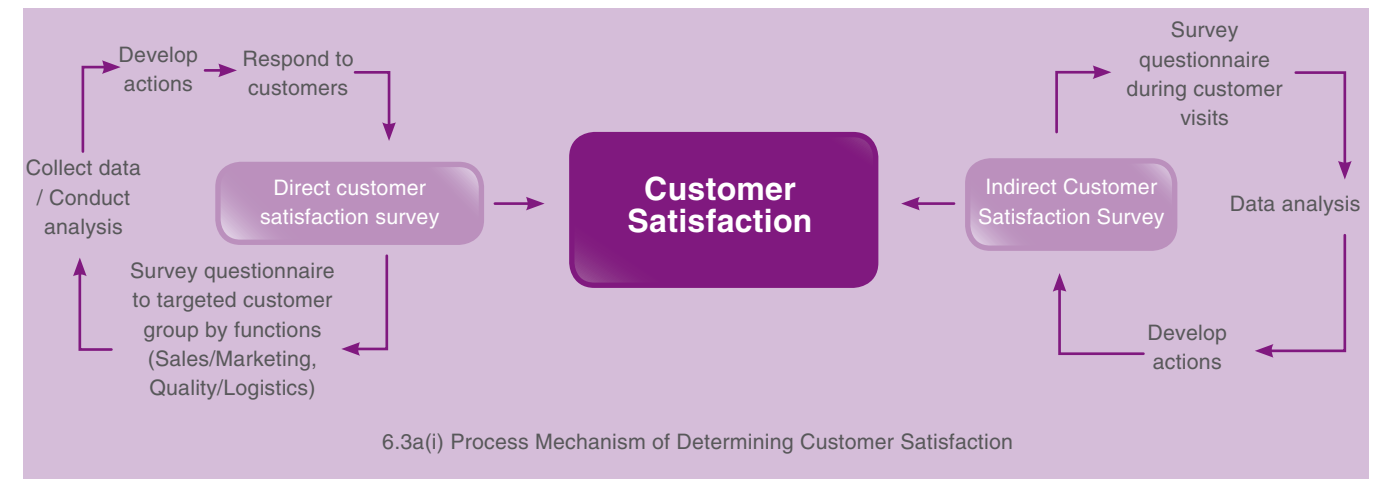 Develop
actions
Respond to
customers
Collect data
/ Conduct
analysis
Direct customer
satisfaction survey
Survey questionnaire
to targeted customer
group by functions
(Sales/Marketing,
Quality/Logistics)
Customer
Satisfaction
Survey
questionnaire
during customer
visits
Indirect Customer
Satisfaction Survey
Data analysis
Develop
actions
6.3a(i) Process Mechanism of Determining Customer Satisfaction